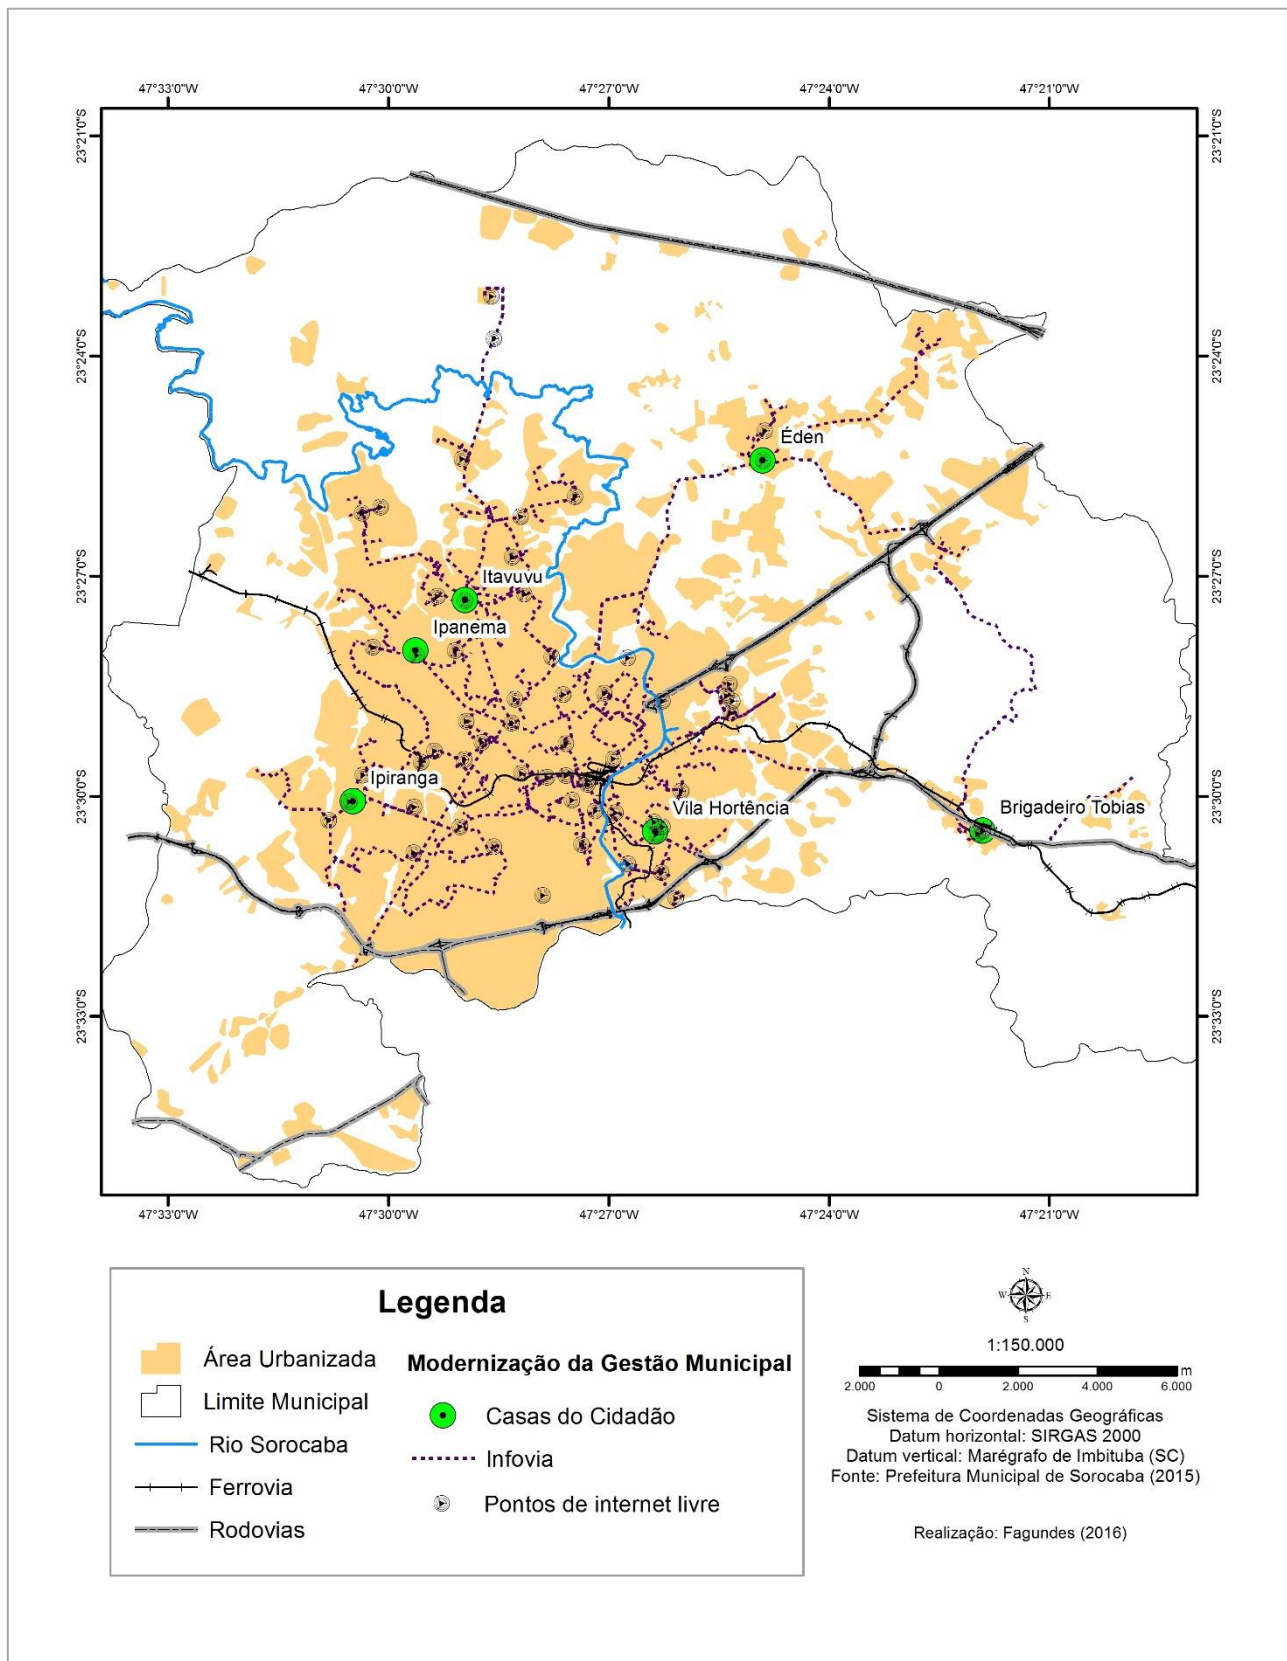 47°33'0"W 47°30'0"W 47°27'0"W 47°24'0"W 47°21'0"W
23°21'0"S 23°21'0"S
23°24'0"S 23°24'0"S
Éden
23°27'0"S 23°27'0"S
Itavuvu
Ipanema
Ipiranga
23°30'0"S 23°30'0"S
Vila Hortência
Brigadeiro Tobias
23°33'0"S 23°33'0"S
47°33'0"W 47°30'0"W 47°27'0"W 47°24'0"W 47°21'0"W
Legenda
Área Urbanizada
Limite Municipal
Rio Sorocaba
Ferrovia
Rodovias
Modernização da Gestão Municipal
Casas do Cidadão
Infovia
Pontos de internet livre
N
W E
S
1:150.000
m
2.000 0 2.000 4.000 6.000
Sistema de Coordenadas Geográficas
Datum horizontal: SIRGAS 2000
Datum vertical: Marégrafo de Imbituba (SC)
Fonte: Prefeitura Municipal de Sorocaba (2015)
Realização: Fagundes (2016)